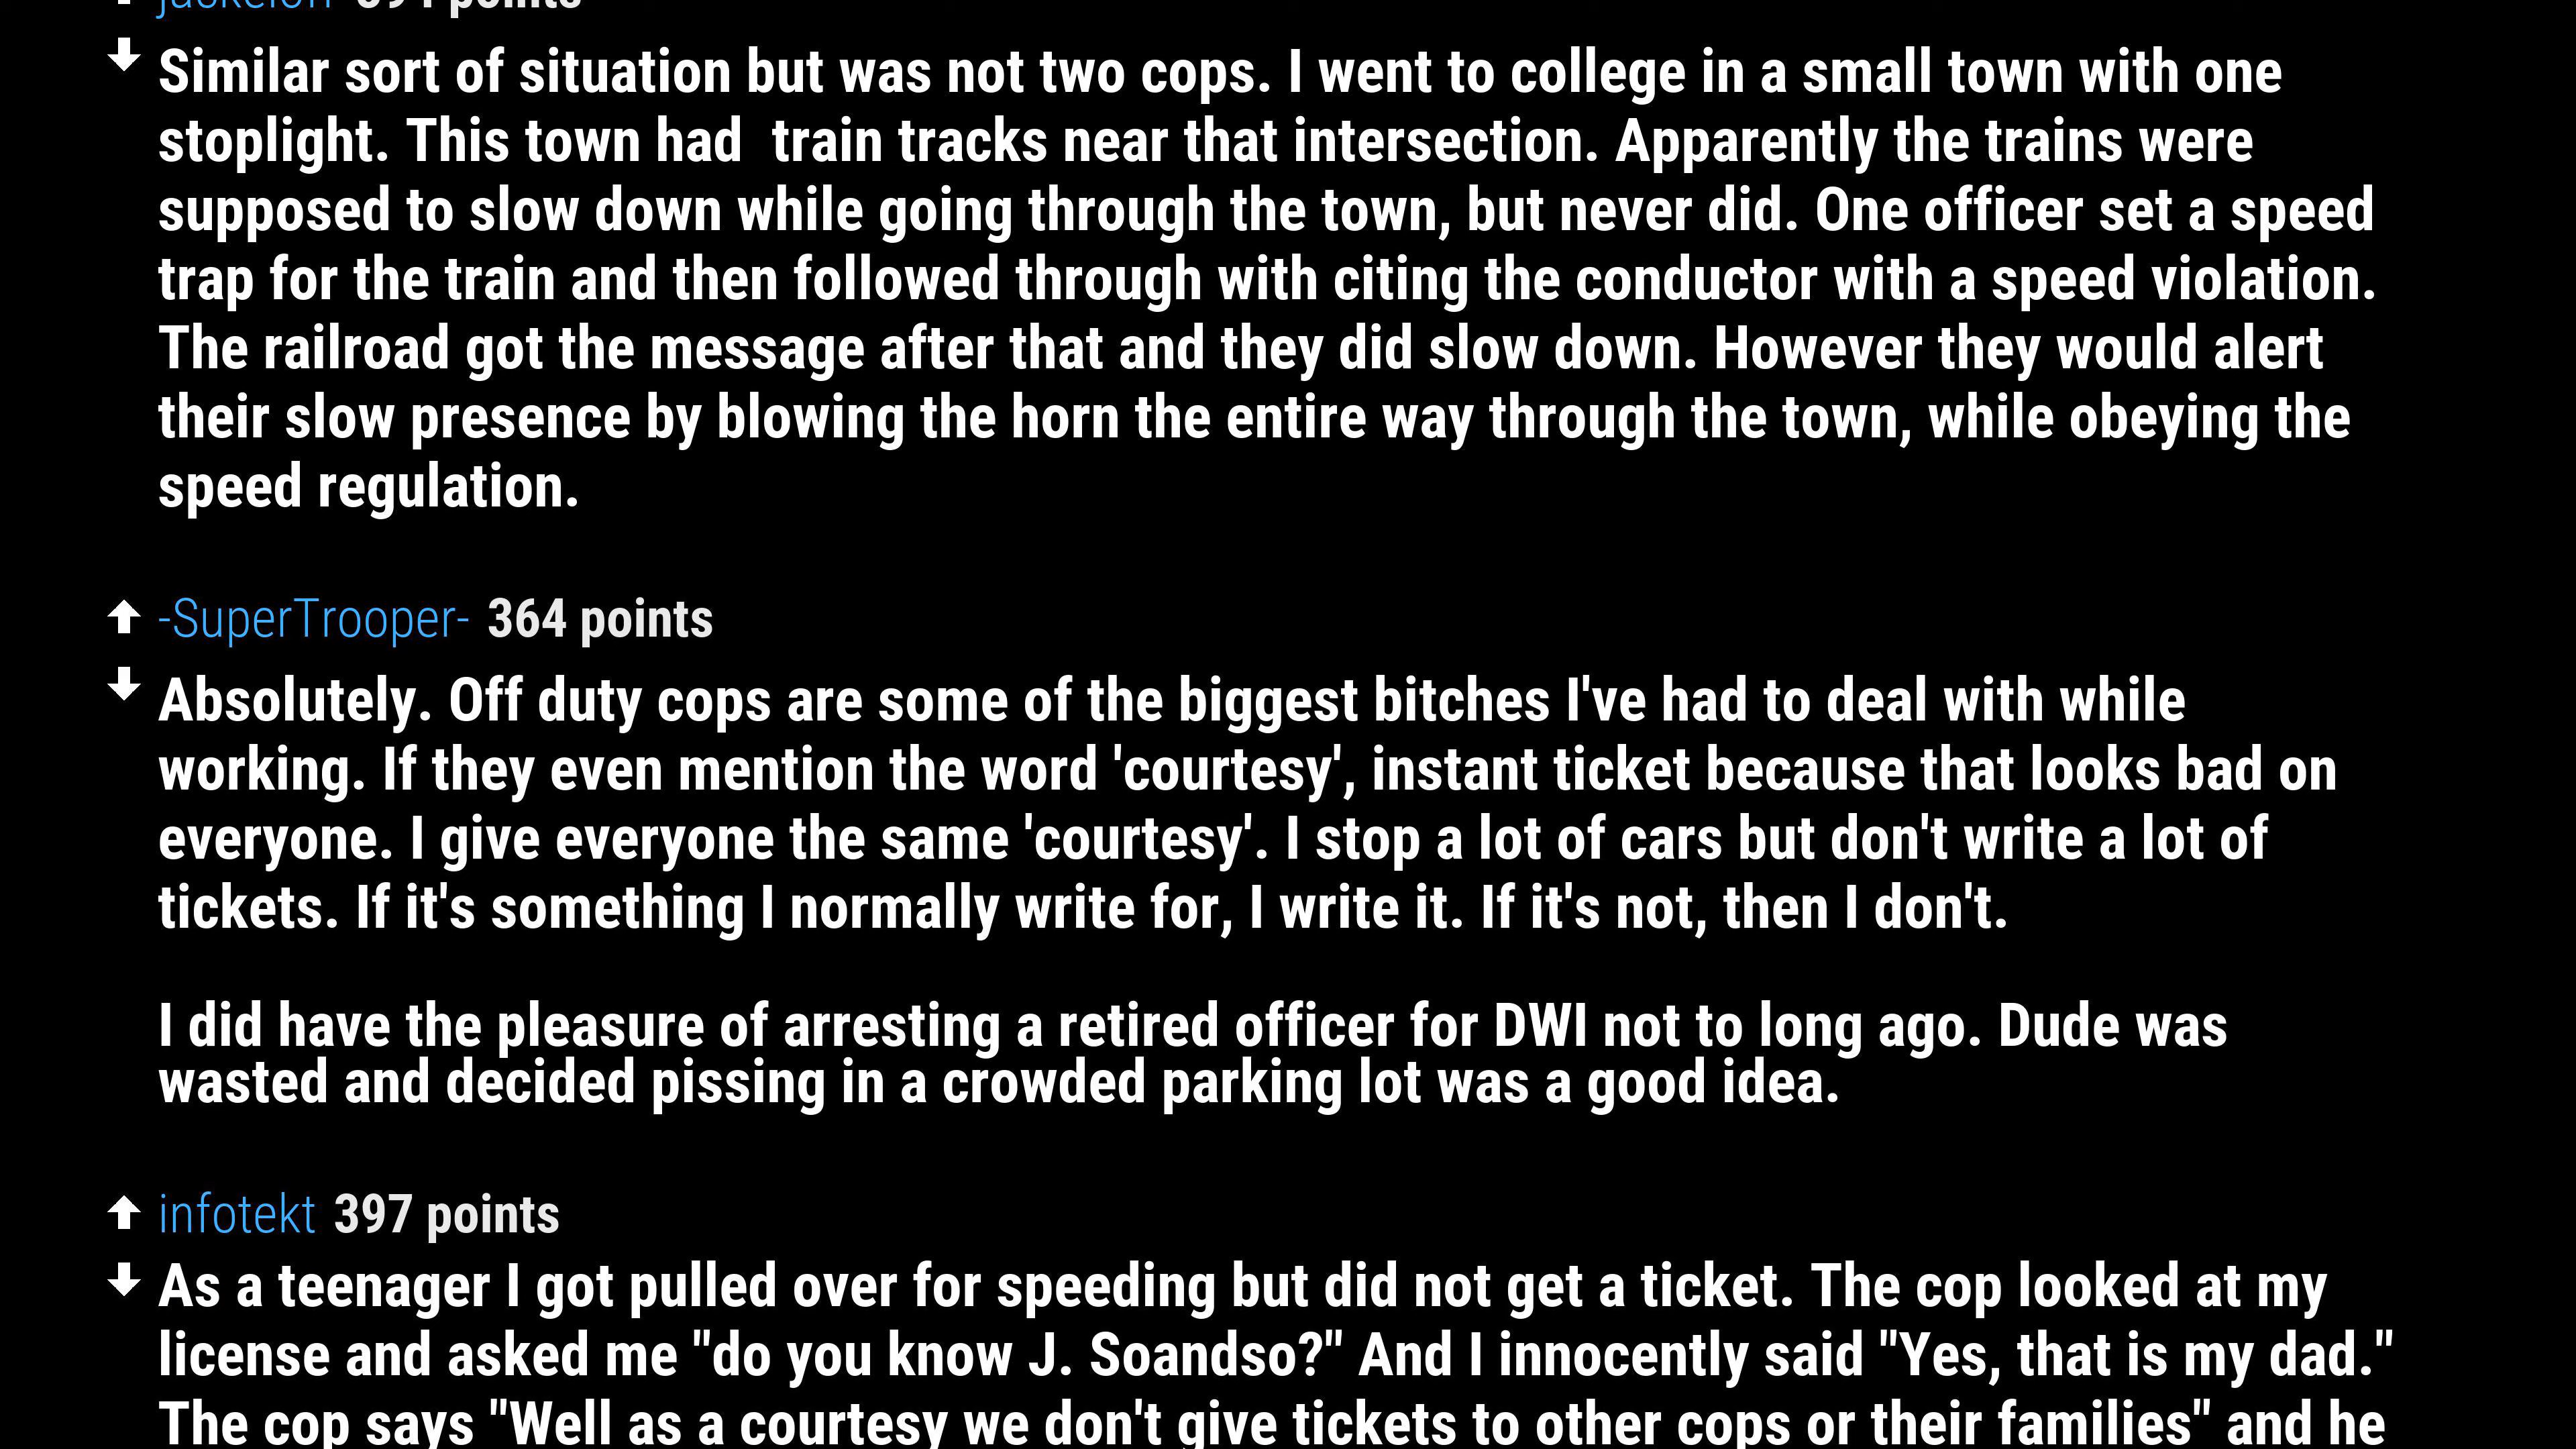 Similar sort of situation but was not two cops. I went to college in a small town with one
stoplight. This town had  train tracks near that intersection. Apparently the trains were
supposed to slow down while going through the town, but never did. One officer set a speed
trap for the train and then followed through with citing the conductor with a speed violation.
The railroad got the message after that and they did slow down. However they would alert
their slow presence by blowing the horn the entire way through the town, while obeying the
speed regulation.
-SuperTrooper- 364 points
Absolutely. Off duty cops are some of the biggest bitches I've had to deal with while
working. If they even mention the word 'courtesy', instant ticket because that looks bad on
everyone. I give everyone the same 'courtesy'. I stop a lot of cars but don't write a lot of
tickets. If it's something I normally write for, I write it. If it's not, then I don't.
I did have the pleasure of arresting a retired officer for DWI not to long ago. Dude was
wasted and decided pissing in a crowded parking lot was a good idea.
infotekt 397 points
As a teenager I got pulled over for speeding but did not get a ticket. The cop looked at my
license and asked me "do you know J. Soandso?" And I innocently said "Yes, that is my dad."
The cop says "Well as a courtesy we don't give tickets to other cops or their families" and he